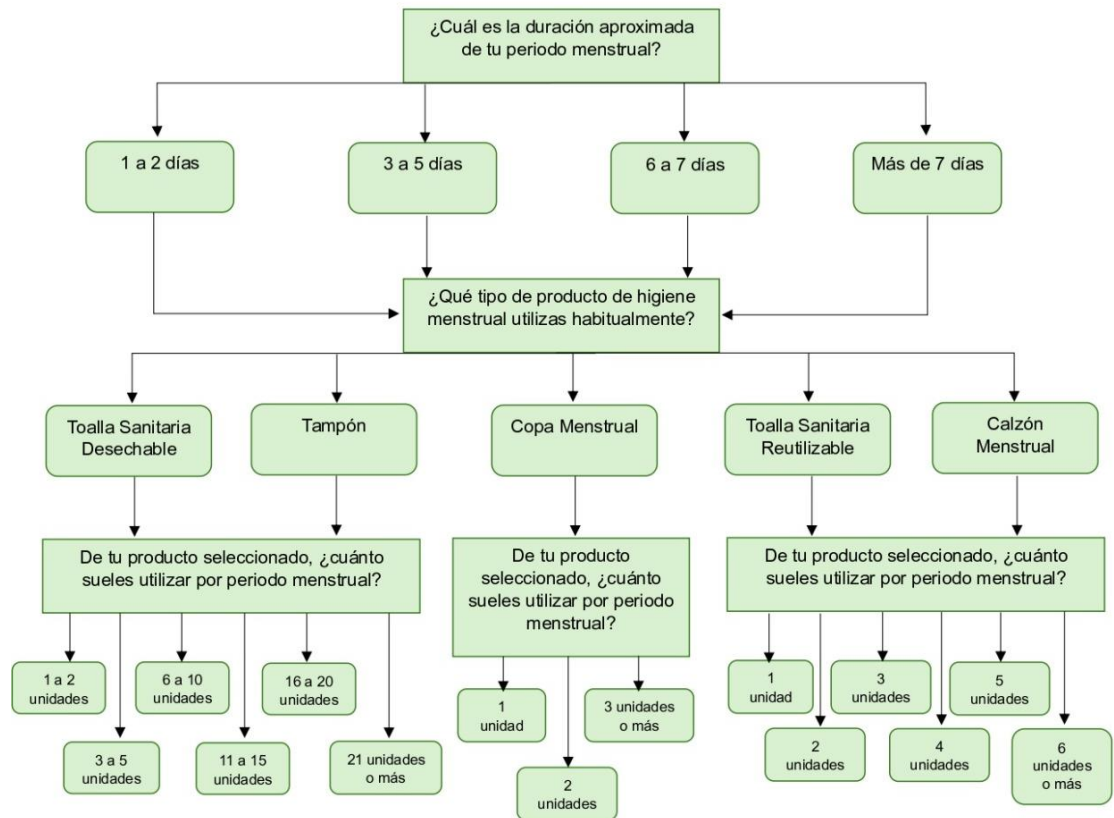 ¿Cuál es la duración aproximada
de tu periodo menstrual?
1 a 2 días
3 a 5 días
6 a 7 días
Más de 7 días
¿Qué tipo de producto de higiene
menstrual utilizas habitualmente?
Toalla Sanitaria
Desechable
Tampón
Copa Menstrual
Toalla Sanitaria
Reutilizable
Calzón
Menstrual
De tu producto seleccionado, ¿cuánto
sueles utilizar por periodo menstrual?
De tu producto
seleccionado, ¿cuánto
sueles utilizar por periodo
menstrual?
De tu producto seleccionado, ¿cuánto
sueles utilizar por periodo menstrual?
1 a 2
unidades
6 a 10
unidades
16 a 20
unidades
3 a 5
unidades
11 a 15
unidades
21 unidades
o más
1
unidad
3 unidades
o más
2
unidades
1
unidad
3
unidades
5
unidades
2
unidades
4
unidades
6
unidades
o más